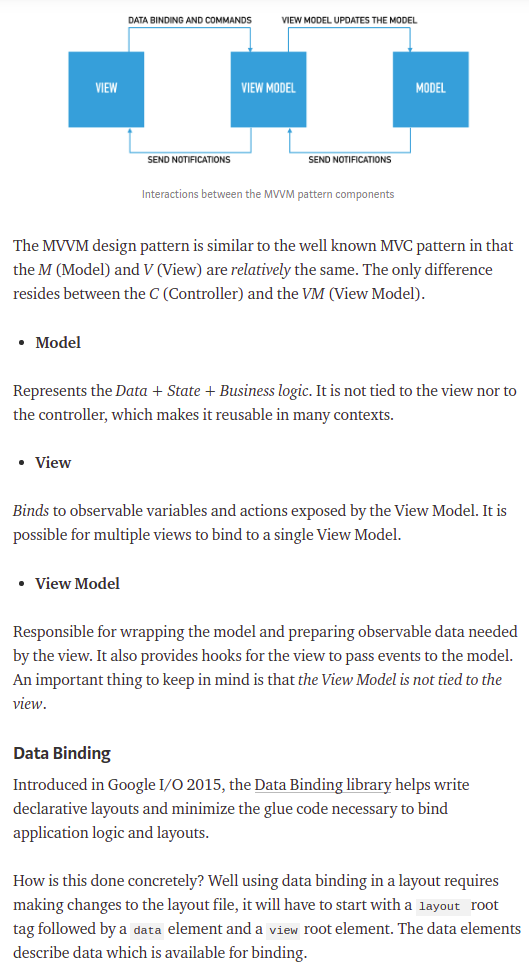 DATA BINDING AND COMMANDS
VIEW MODEL UPDATES THE MODEL
VIEW
VIEW MODEL
MODEL
SEND NOTIFICATIONS
SEND NOTIFICATIONS
Interactions between the MVVM pattern components
The MVVM design pattern is similar to the well known MVC pattern in that
the M (Model) and V (View) are relatively the same. The only difference
resides between the C (Controller) and the VM (View Model).
• Model
Represents the Data + State + Business logic. It is not tied to the view nor to
the controller, which makes it reusable in many contexts.
• View
Binds to observable variables and actions exposed by the View Model. It is
possible for multiple views to bind to a single View Model.
• View Model
Responsible for wrapping the model and preparing observable data needed
by the view. It also provides hooks for the view to pass events to the model.
An important thing to keep in mind is that the View Model is not tied to the
view.
Data Binding
Introduced in Google I/O 2015, the Data Binding library helps write
declarative layouts and minimize the glue code necessary to bind
application logic and layouts.
How is this done concretely? Well using data binding in a layout requires
making changes to the layout file, it will have to start with a layout root
tag followed by a data element and a view root element. The data elements
describe data which is available for binding.